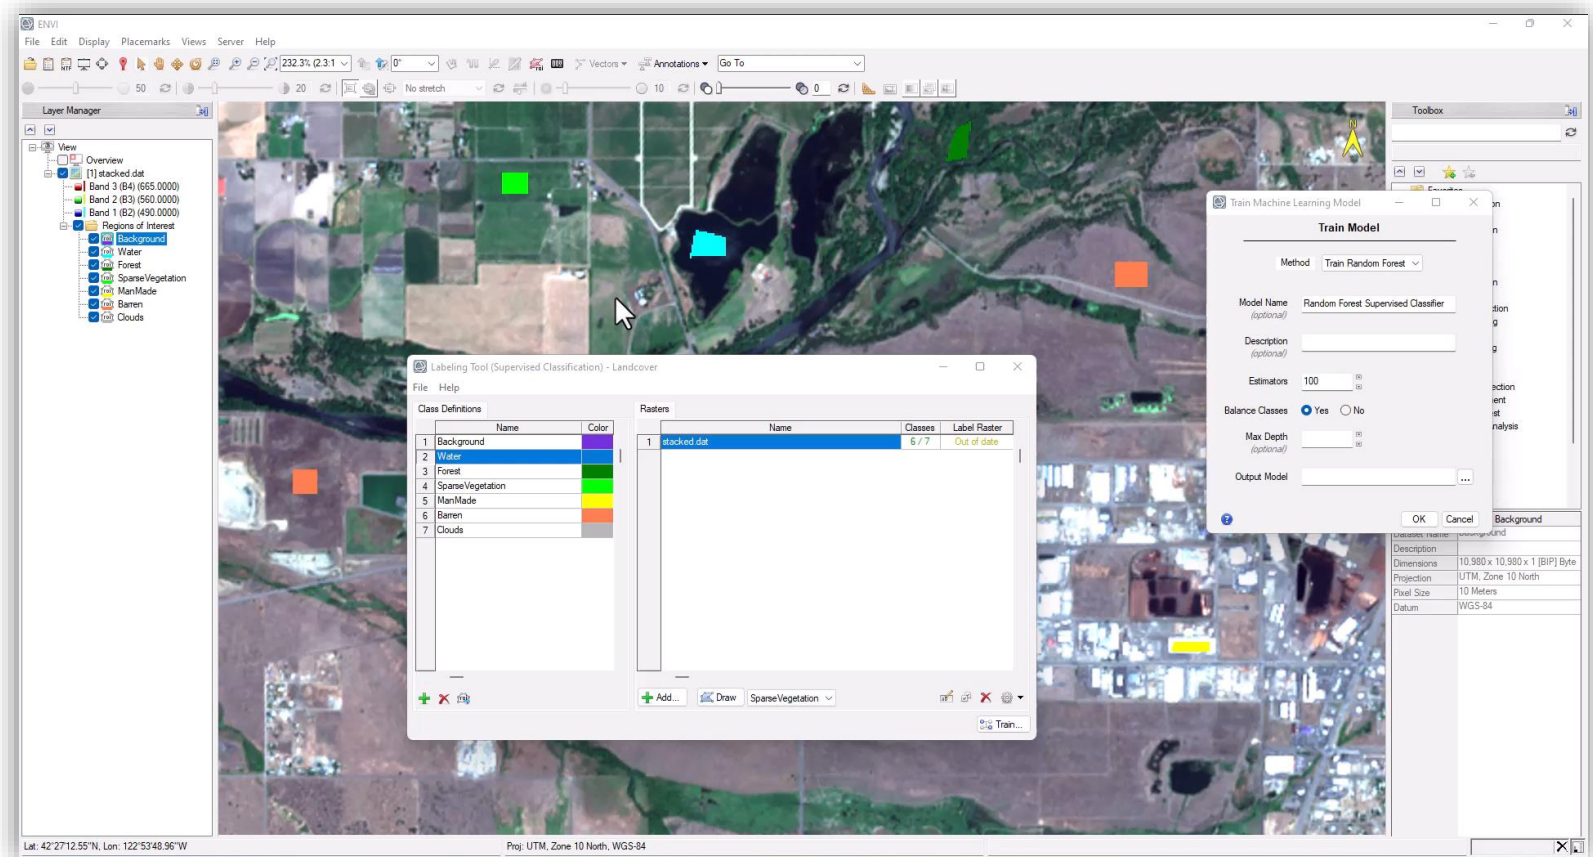 ENVI
File Edit Display Placemarks Views Server Help
232.3% (2.3:1 0° Vectors Annotations Go To
50 20 No stretch 10 0
Layer Manager
View
Overview
[1] stacked.dat
Band 3 (B4) (665.0000)
Band 2 (B3) (560.0000)
Band 1 (B2) (490.0000)
Regions of Interest
Background
Water
Forest
SparseVegetation
ManMade
Barren
Clouds
N
Labeling Tool (Supervised Classification) - Landcover
File Help
Class Definitions
Name Color
1 Background
2 Water
3 Forest
4 SparseVegetation
5 ManMade
6 Barren
7 Clouds
Rasters
Name Classes Label Raster
1 stacked.dat 6 / 7 Out of date
Add... Draw SparseVegetation
Train...
Toolbox
Train Machine Learning Model
Train Model
Method Train Random Forest
Model Name Random Forest Supervised Classifier
(optional)
Description
(optional)
Estimators 100
Balance Classes Yes No
Max Depth
(optional)
Output Model ...
OK Cancel
Background
Dataset Name Background
Description
Dimensions 10,980 x 10,980 x 1 [BIP] Byte
Projection UTM, Zone 10 North
Pixel Size 10 Meters
Datum WGS-84
Lat: 42°27'12.55"N, Lon: 122°53'48.96"W
Proj: UTM, Zone 10 North, WGS-84